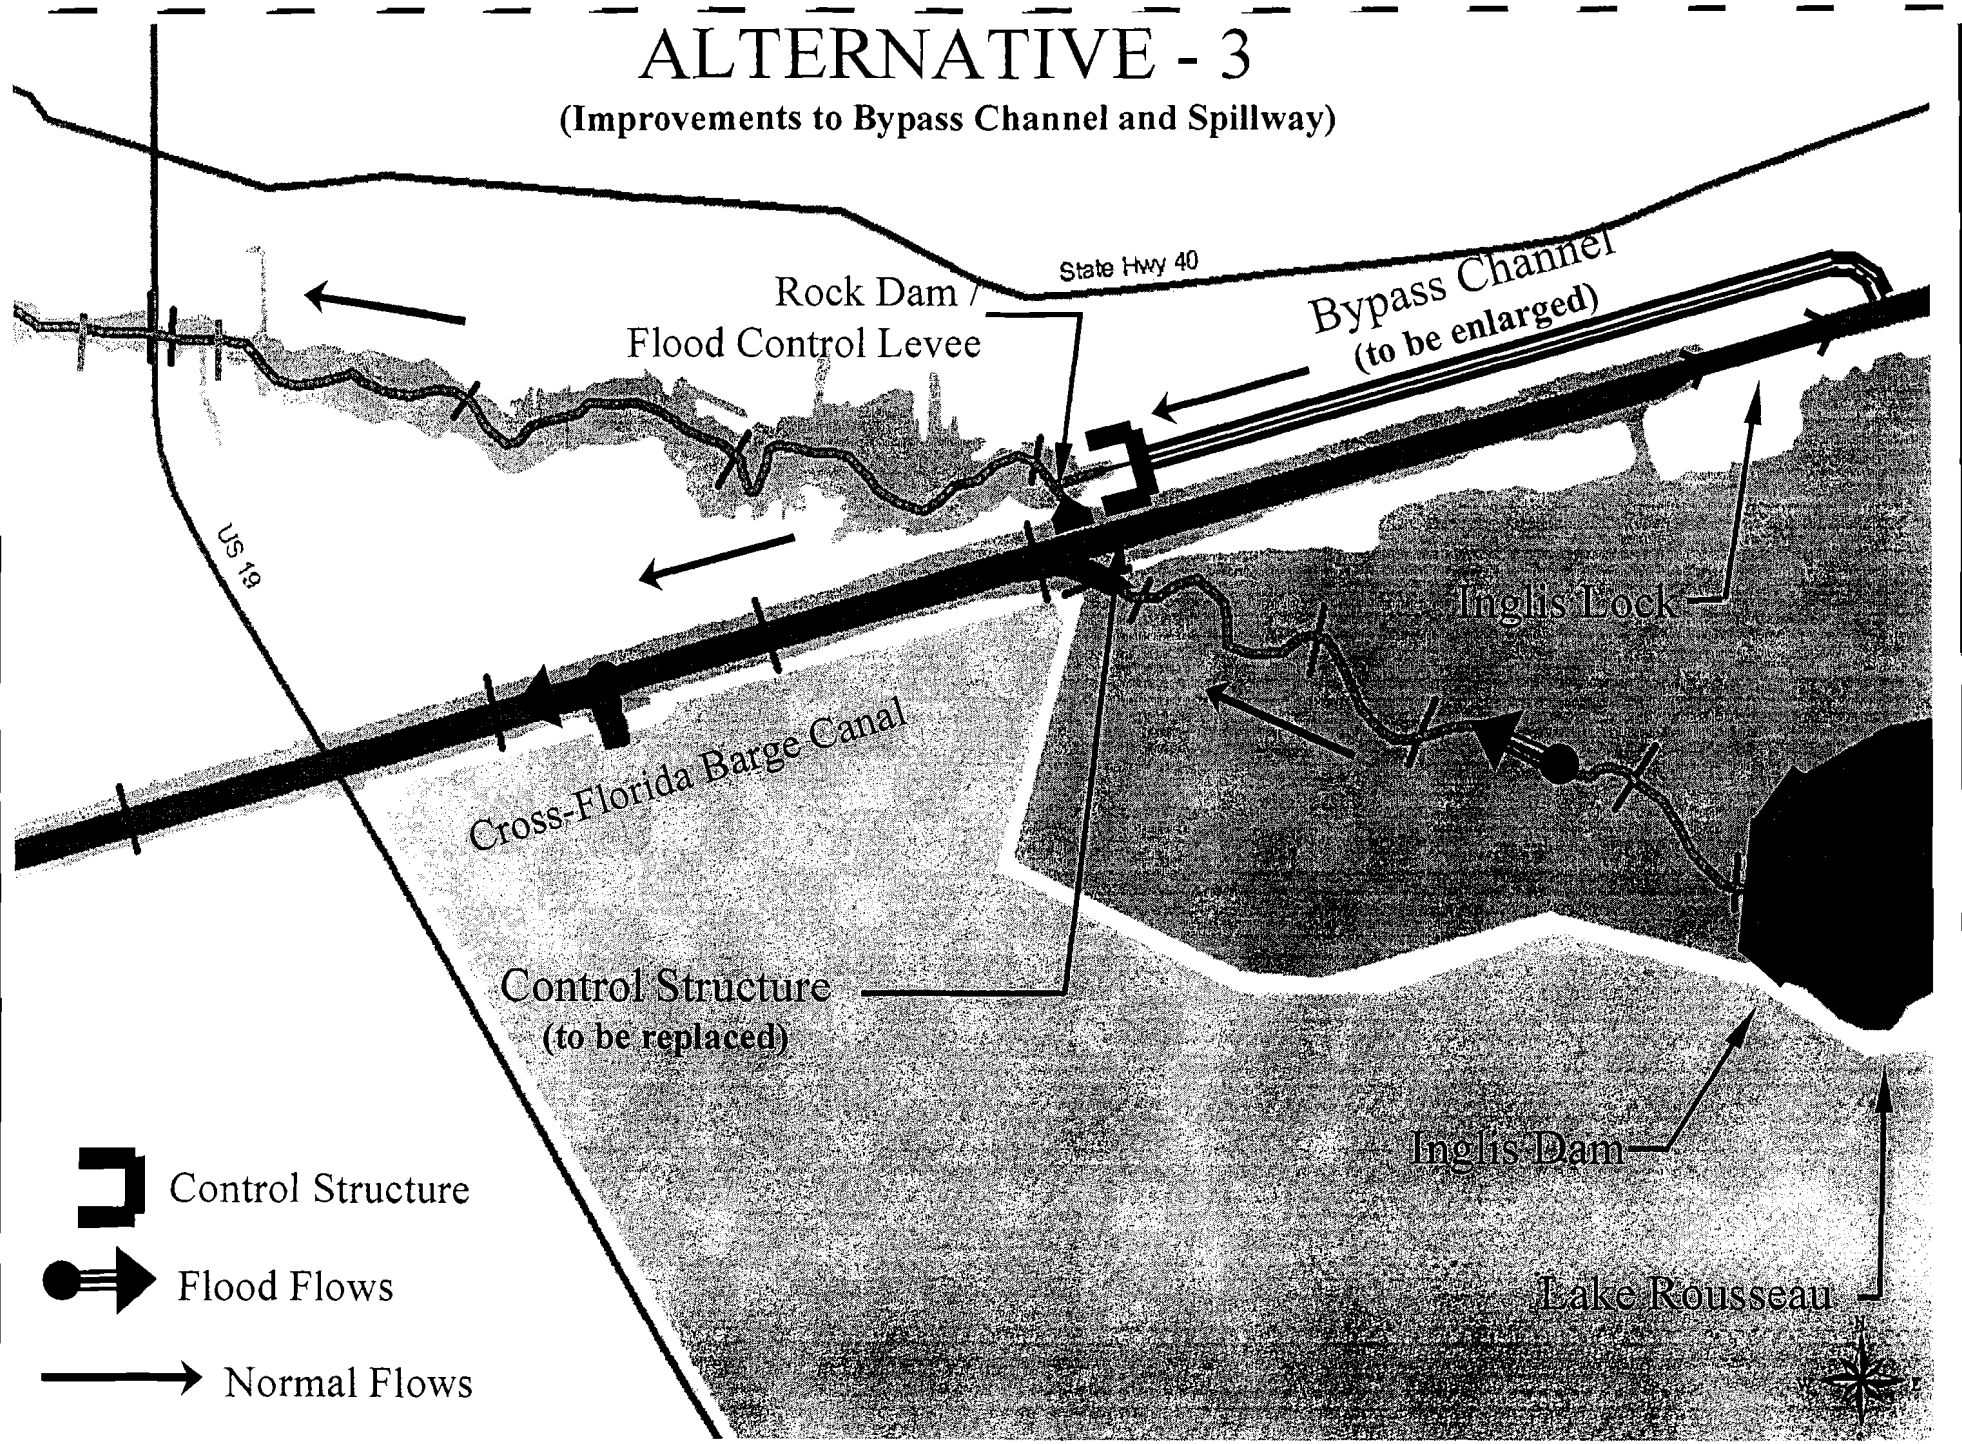 ALTERNATIVE - 3
(Improvements to Bypass Channel and Spillway)
State Hwy 40
Rock Dam /
Flood Control Levee
Bypass Channel
(to be enlarged)
US 19
Inglis Lock
Cross-Florida Barge Canal
Control Structure
(to be replaced)
Inglis Dam
Lake Rousseau
Control Structure
Flood Flows
Normal Flows